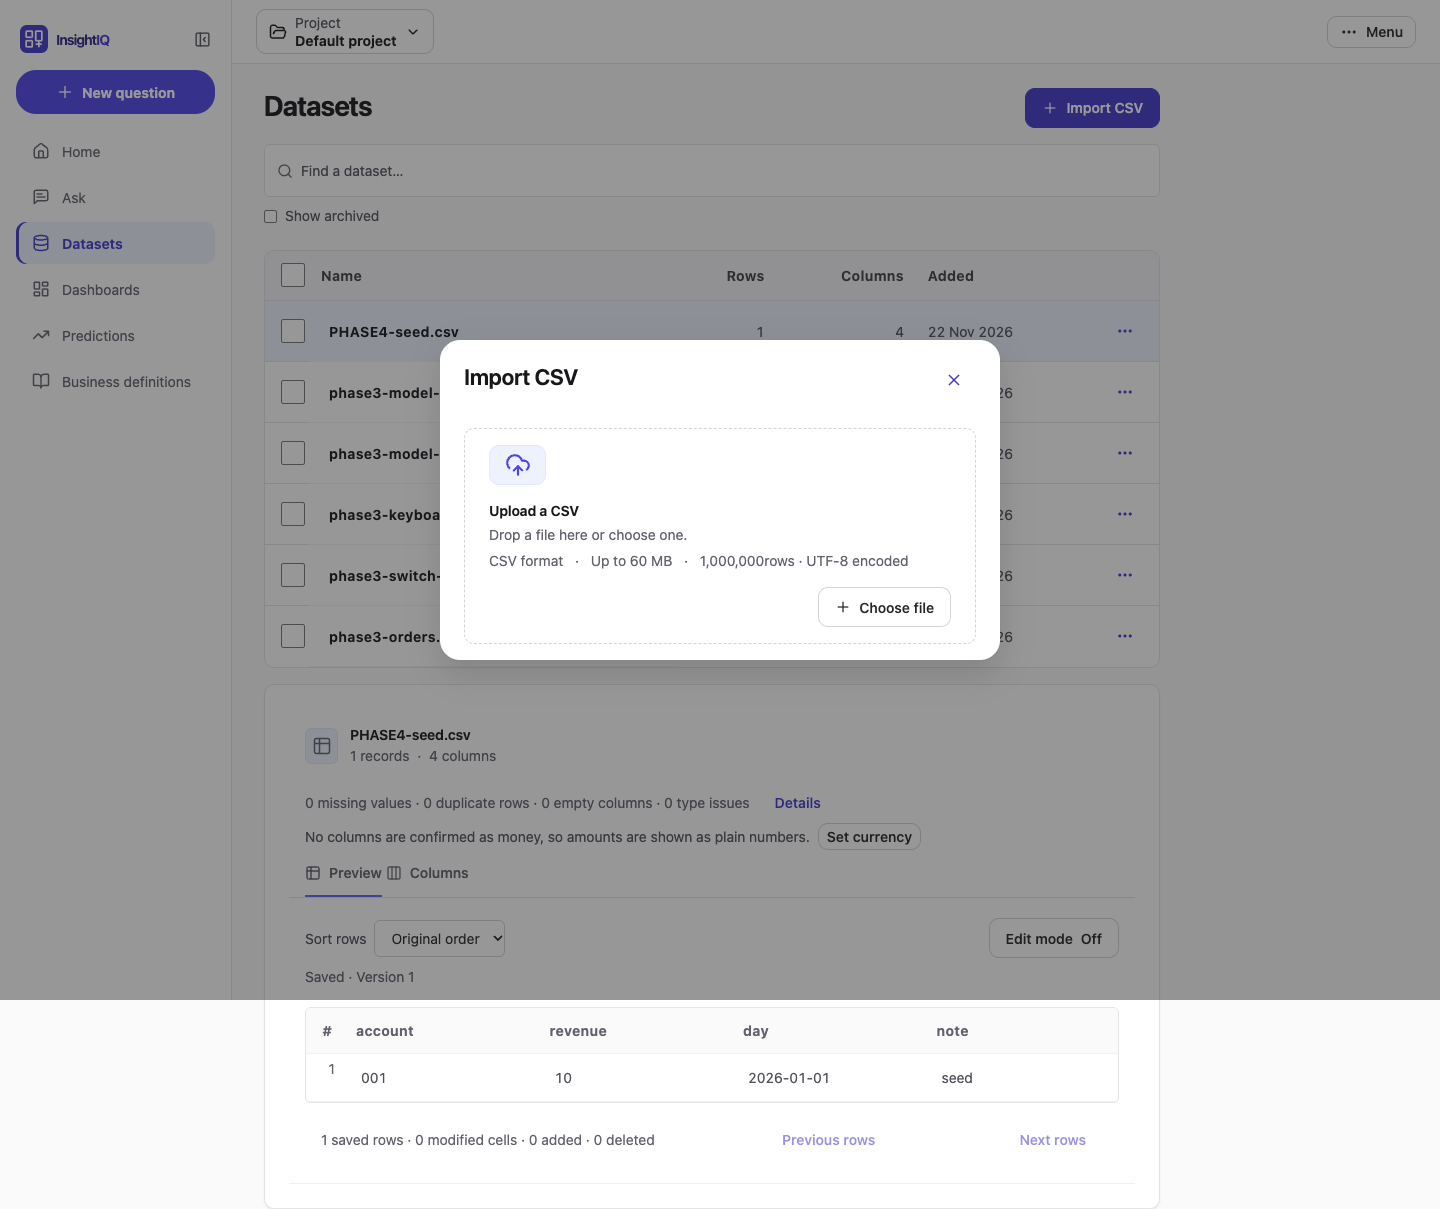 InsightIQ
Project
Default project
Menu
New question
Home
Ask
Datasets
Dashboards
Predictions
Business definitions
Datasets
Import CSV
Find a dataset...
Show archived
Name Rows Columns Added
PHASE4-seed.csv 1 4 22 Nov 2026
phase3-model- 26
phase3-model- 26
phase3-keyboa 26
phase3-switch- 26
phase3-orders. 26
Import CSV
Upload a CSV
Drop a file here or choose one.
CSV format · Up to 60 MB · 1,000,000rows · UTF-8 encoded
Choose file
PHASE4-seed.csv
1 records · 4 columns
0 missing values · 0 duplicate rows · 0 empty columns · 0 type issues Details
No columns are confirmed as money, so amounts are shown as plain numbers. Set currency
Preview Columns
Sort rows Original order Edit mode Off
Saved · Version 1
# account revenue day note
1 001 10 2026-01-01 seed
1 saved rows · 0 modified cells · 0 added · 0 deleted Previous rows Next rows